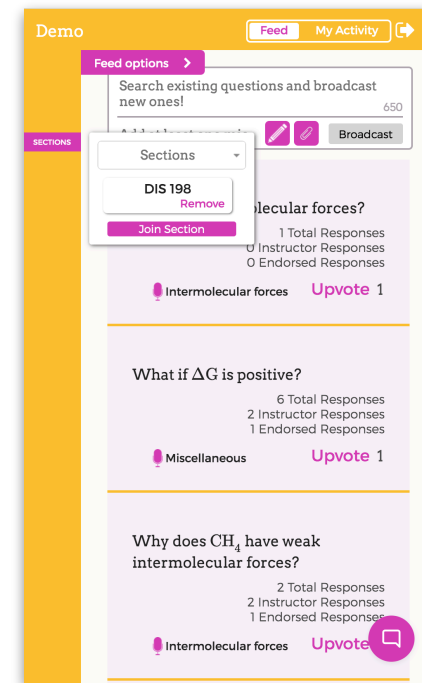 Demo
Feed
My Activity
Feed options
Search existing questions and broadcast
new ones!
650
Broadcast
SECTIONS
Sections
DIS 198
Remove
Join Section
forces?
1 Total Responses
0 Instructor Responses
0 Endorsed Responses
Intermolecular forces
Upvote 1
What if ΔG is positive?
6 Total Responses
2 Instructor Responses
1 Endorsed Responses
Miscellaneous
Upvote 1
Why does CH₄ have weak
intermolecular forces?
2 Total Responses
2 Instructor Responses
1 Endorsed Responses
Intermolecular forces
Upvote